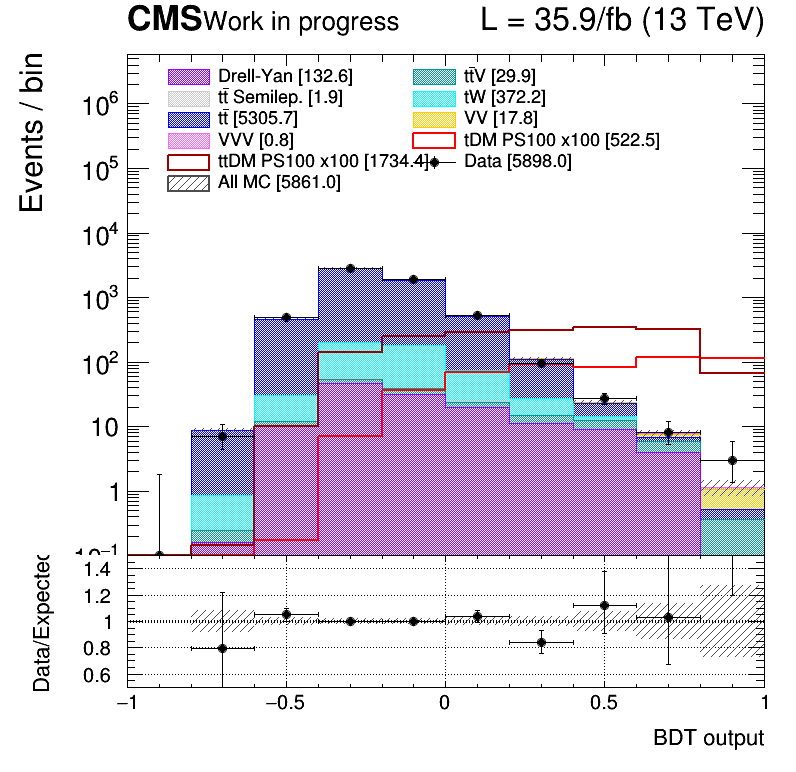 CMS Work in progress L = 35.9/fb (13 TeV)
Events / bin
Drell-Yan [132.6] tt̄V [29.9]
tt̄ Semilep. [1.9] tW [372.2]
tt̄ [5305.7] VV [17.8]
VVV [0.8] tDM PS100 x100 [522.5]
ttDM PS100 x100 [1734.4] Data [5898.0]
All MC [5861.0]
10⁶
10⁵
10⁴
10³
10²
10
1
10⁻¹
Data/Expected
1.4
1.2
1
0.8
0.6
−1 −0.5 0 0.5 1
BDT output